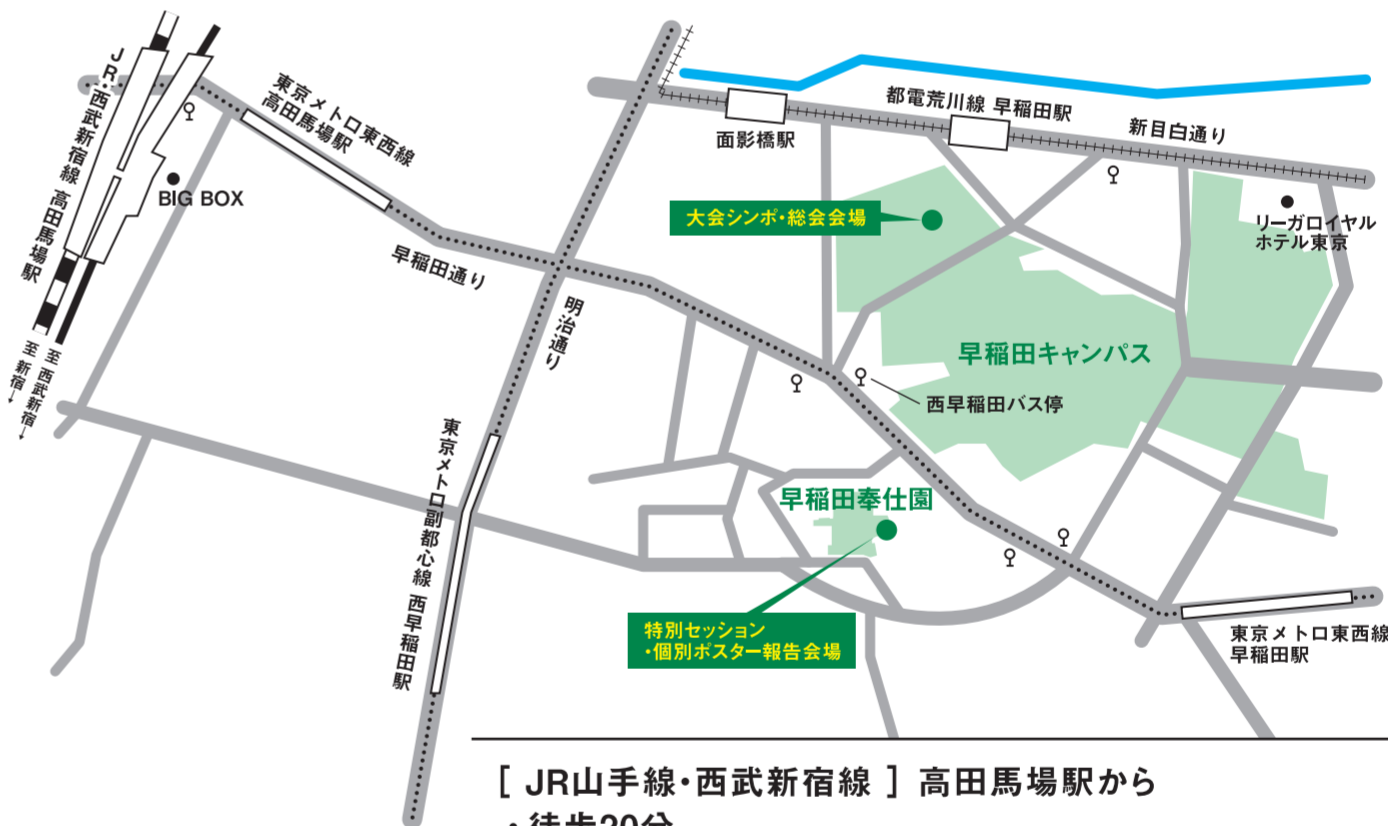 JR・西武新宿線 高田馬場駅
東京メトロ東西線
高田馬場駅
BIG BOX
早稲田通り
明治通り
至 新宿→
至 西武新宿→
東京メトロ副都心線 西早稲田駅
面影橋駅
都電荒川線 早稲田駅
新目白通り
大会シンポ・総会会場
リーガロイヤル
ホテル東京
早稲田キャンパス
西早稲田バス停
早稲田奉仕園
特別セッション
・個別ポスター報告会場
東京メトロ東西線
早稲田駅
[ JR山手線・西武新宿線 ] 高田馬場駅から
・徒歩20分